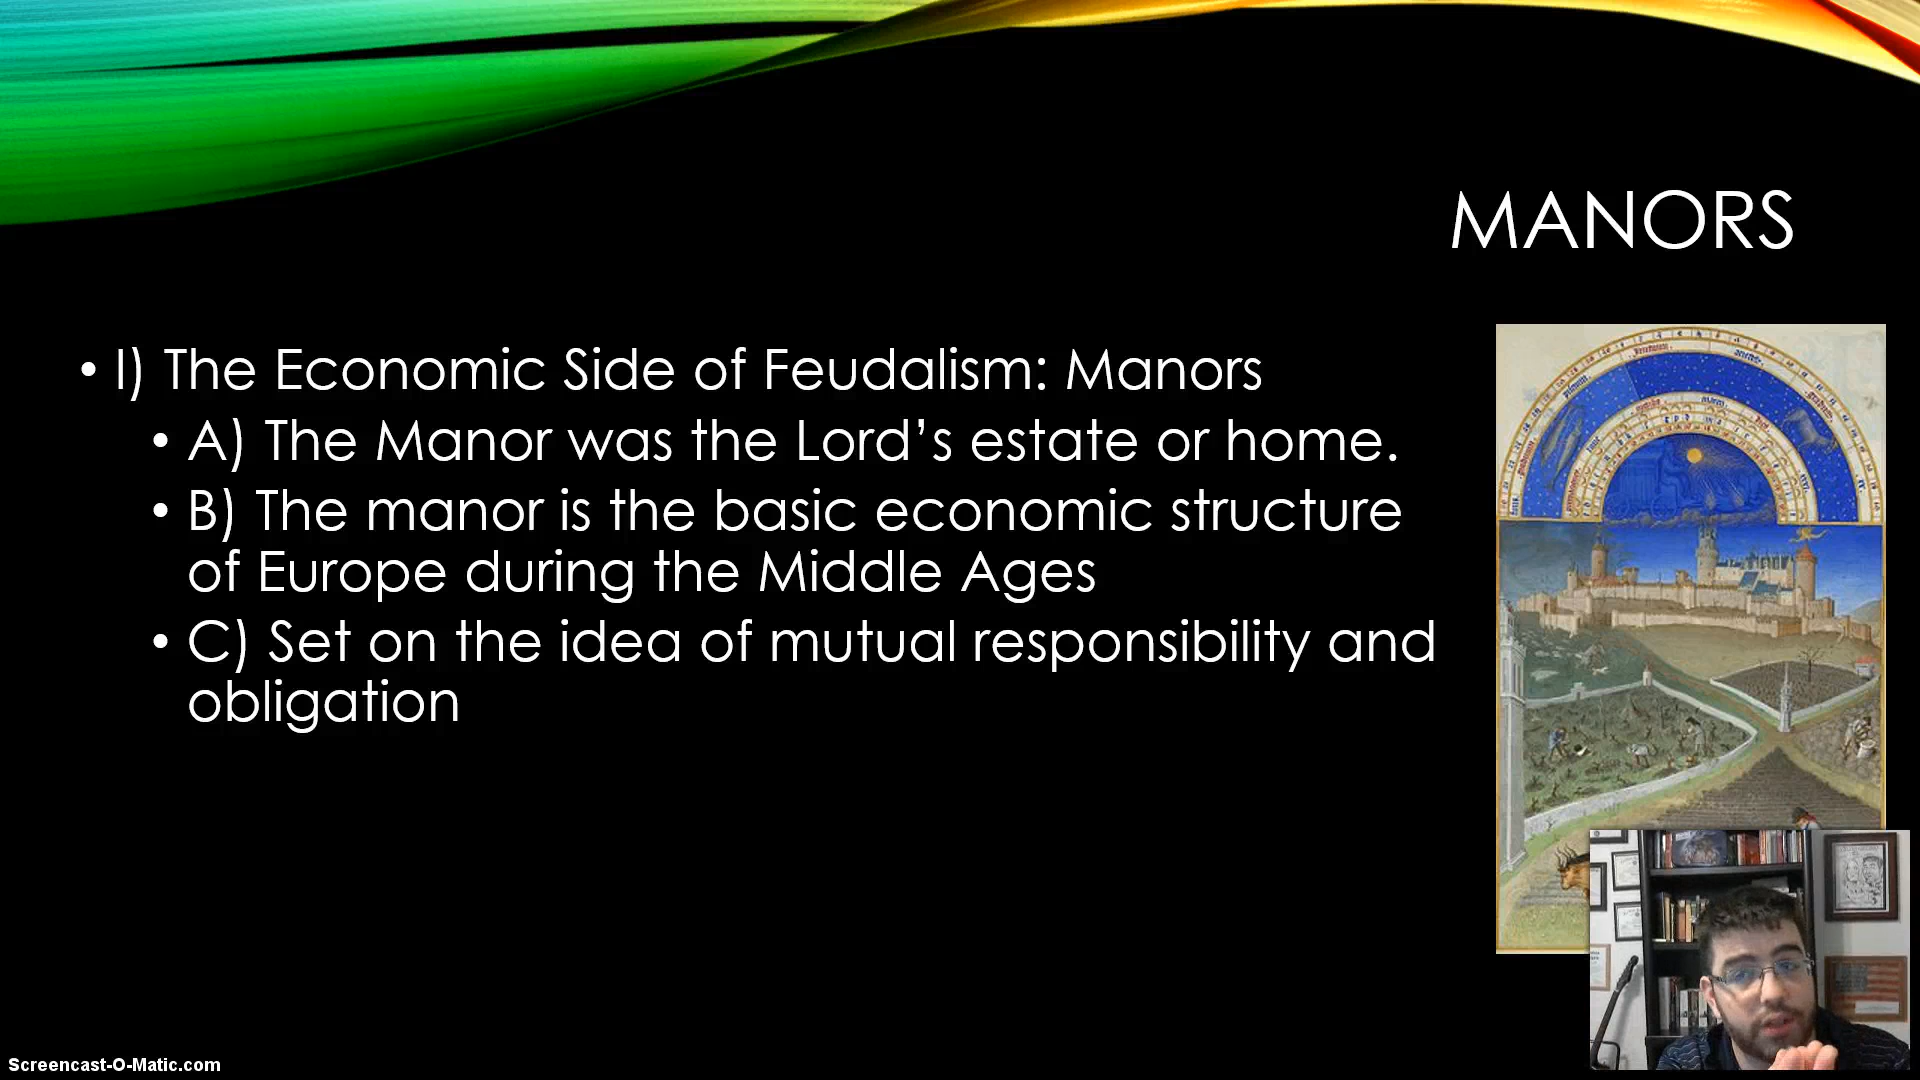 MANORS
• I) The Economic Side of Feudalism: Manors
• A) The Manor was the Lord’s estate or home.
• B) The manor is the basic economic structure
of Europe during the Middle Ages
• C) Set on the idea of mutual responsibility and
obligation
Screencast-O-Matic.com